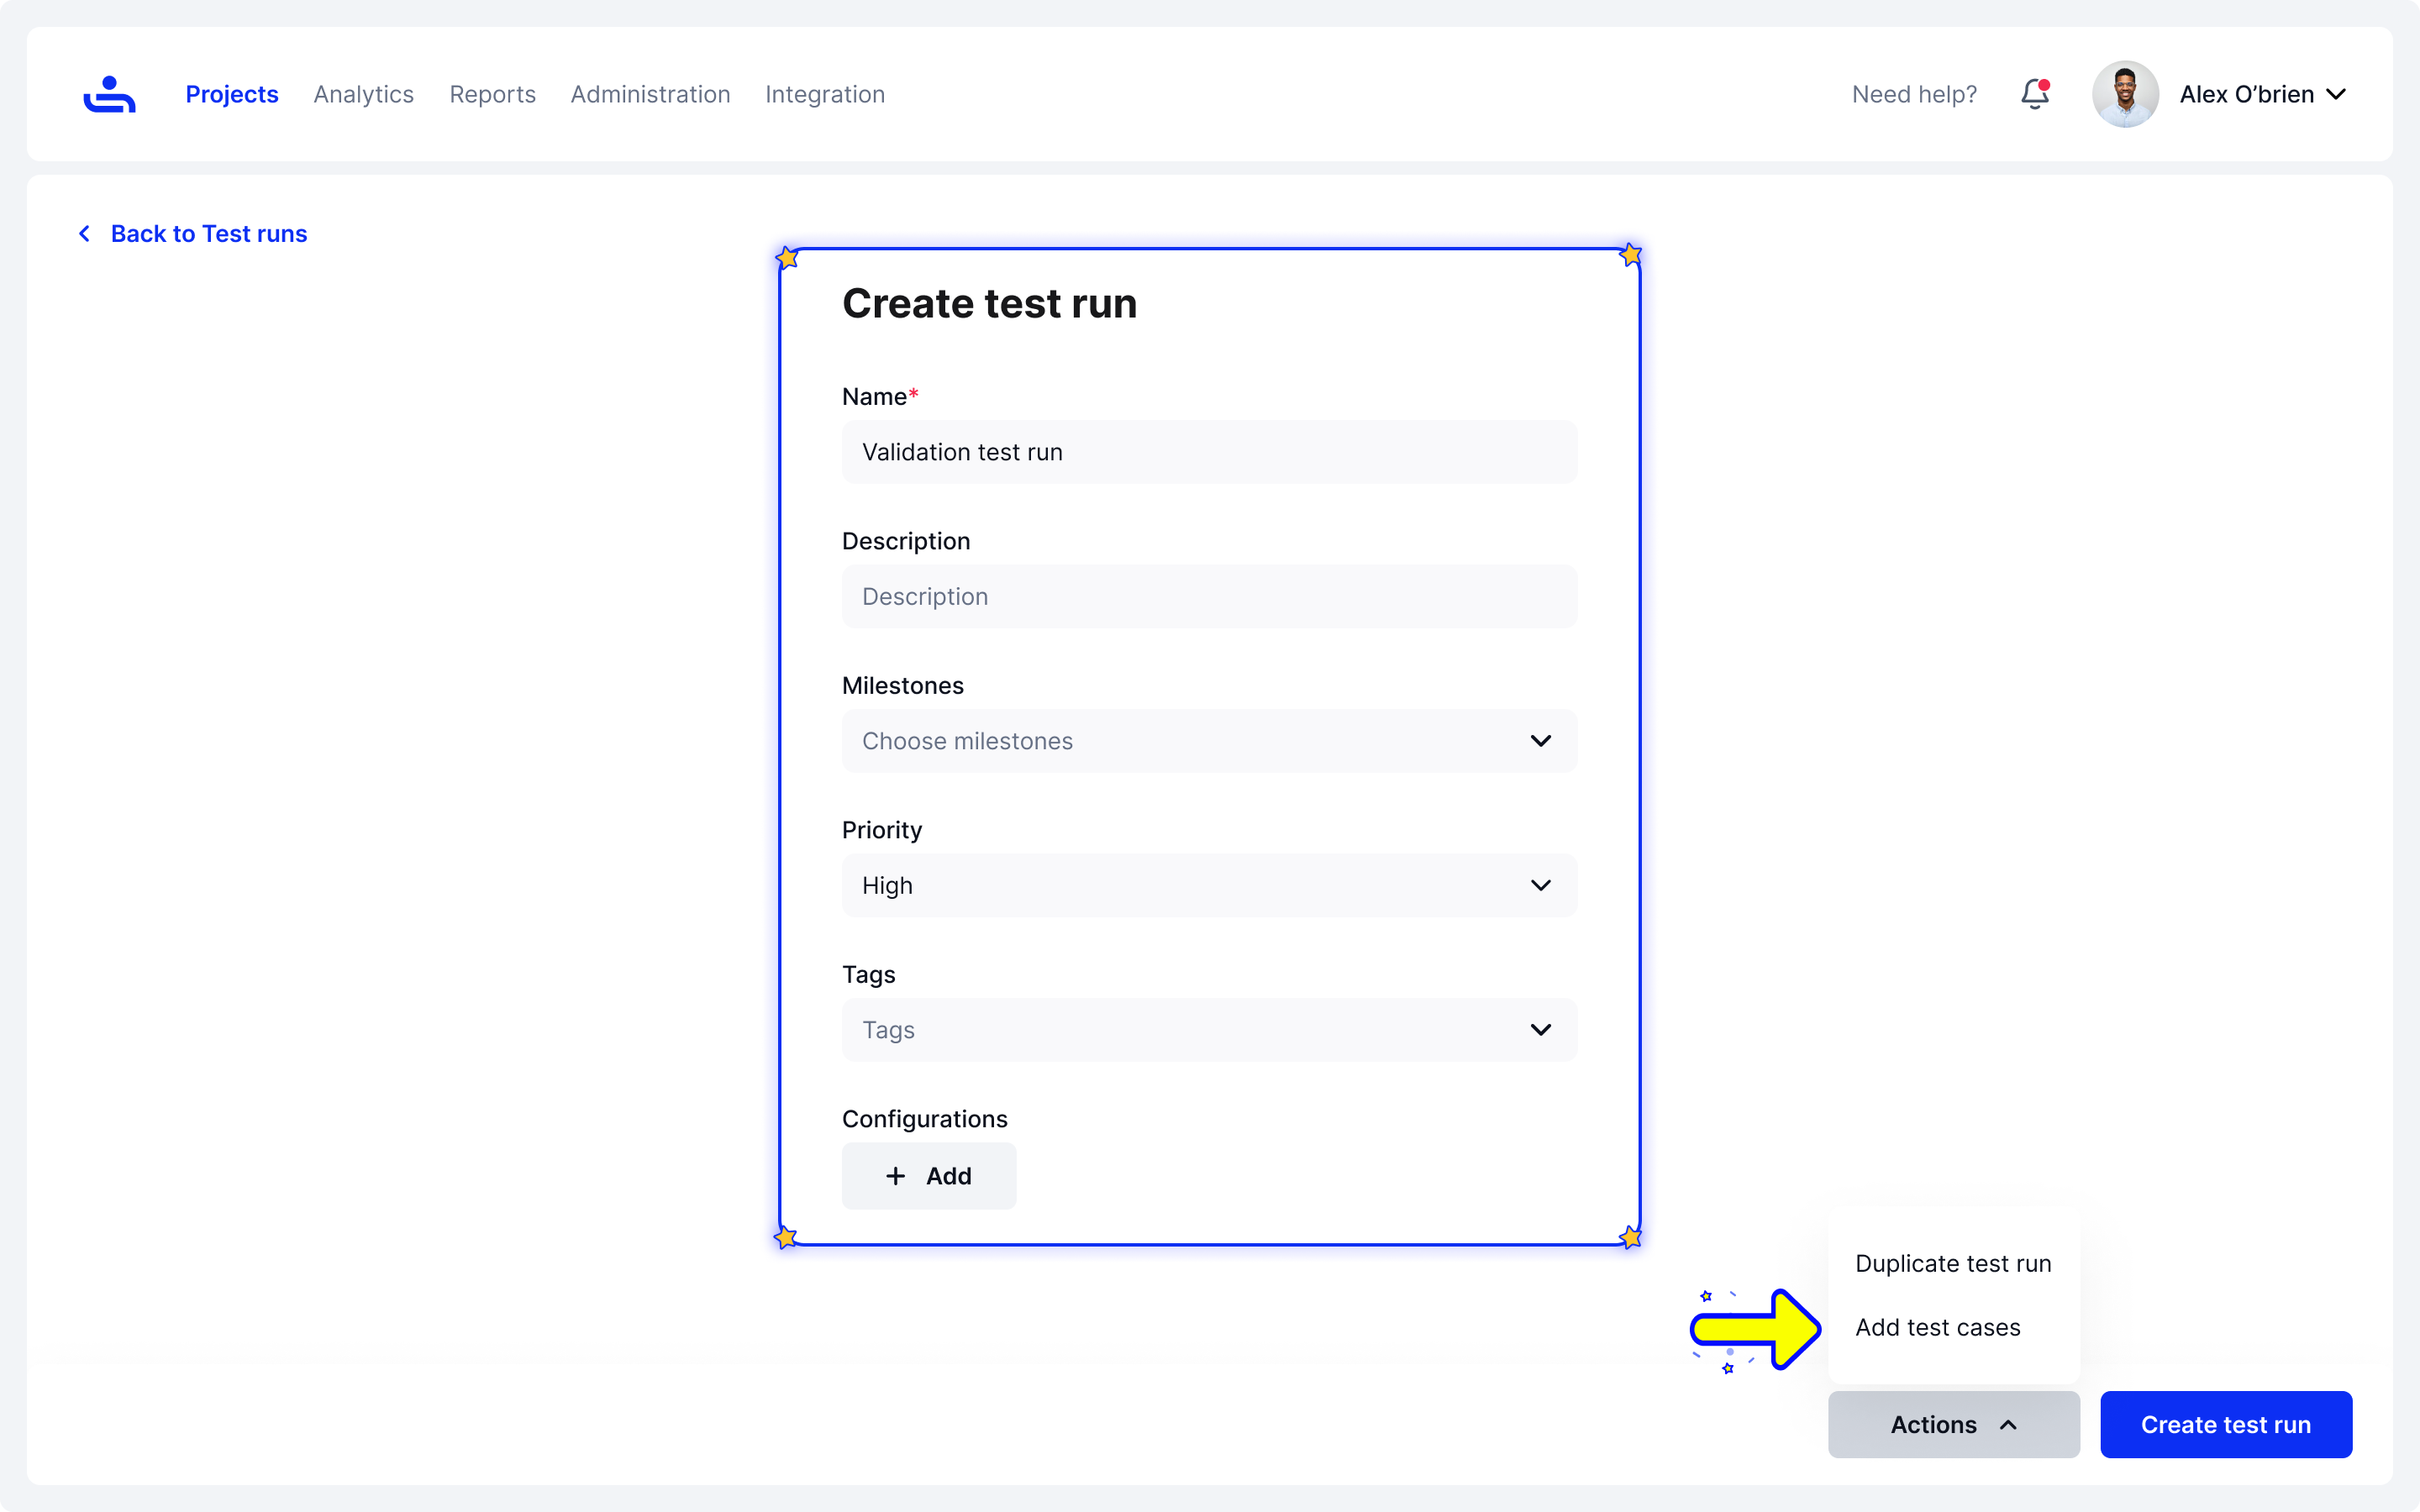 Projects Analytics Reports Administration Integration Need help? Alex O’brien
Back to Test runs
Create test run
Name*
Validation test run
Description
Description
Milestones
Choose milestones
Priority
High
Tags
Tags
Configurations
+ Add
Duplicate test run
Add test cases
Actions
Create test run